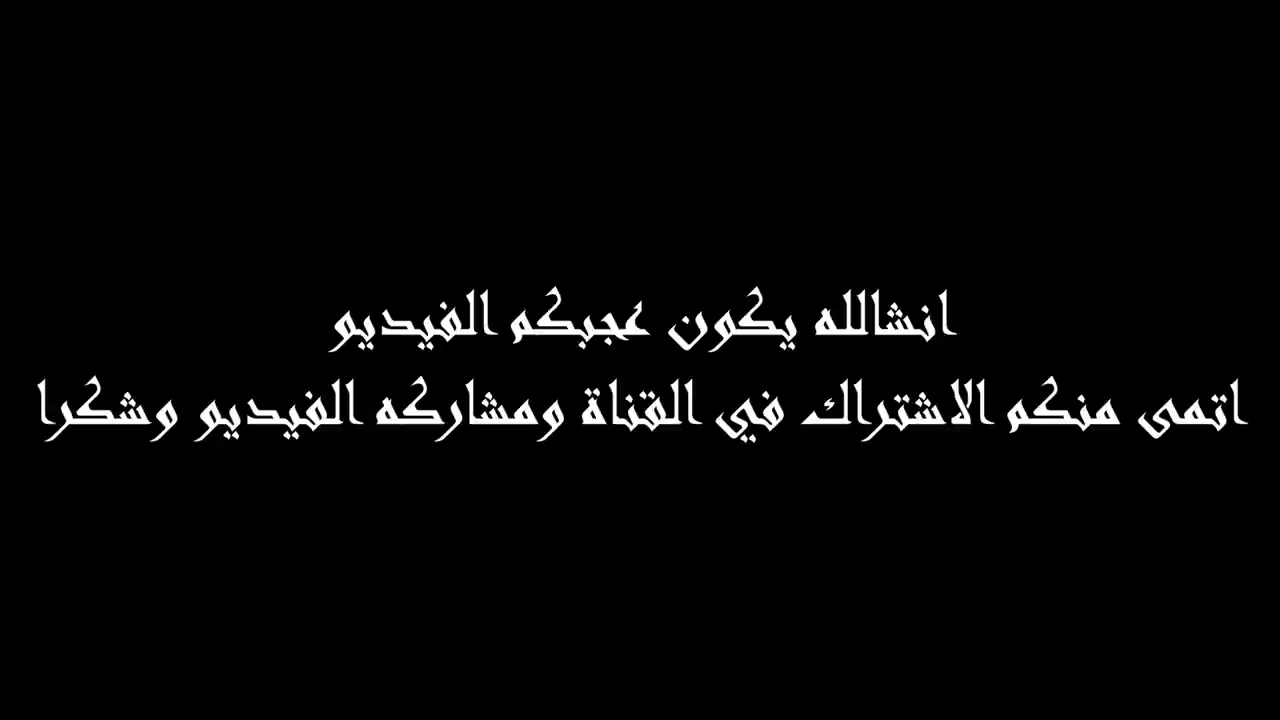 انشالله يكون عجبكم الفيديو
اتمى منكم الاشتراك في القناة ومشاركه الفيديو وشكرا